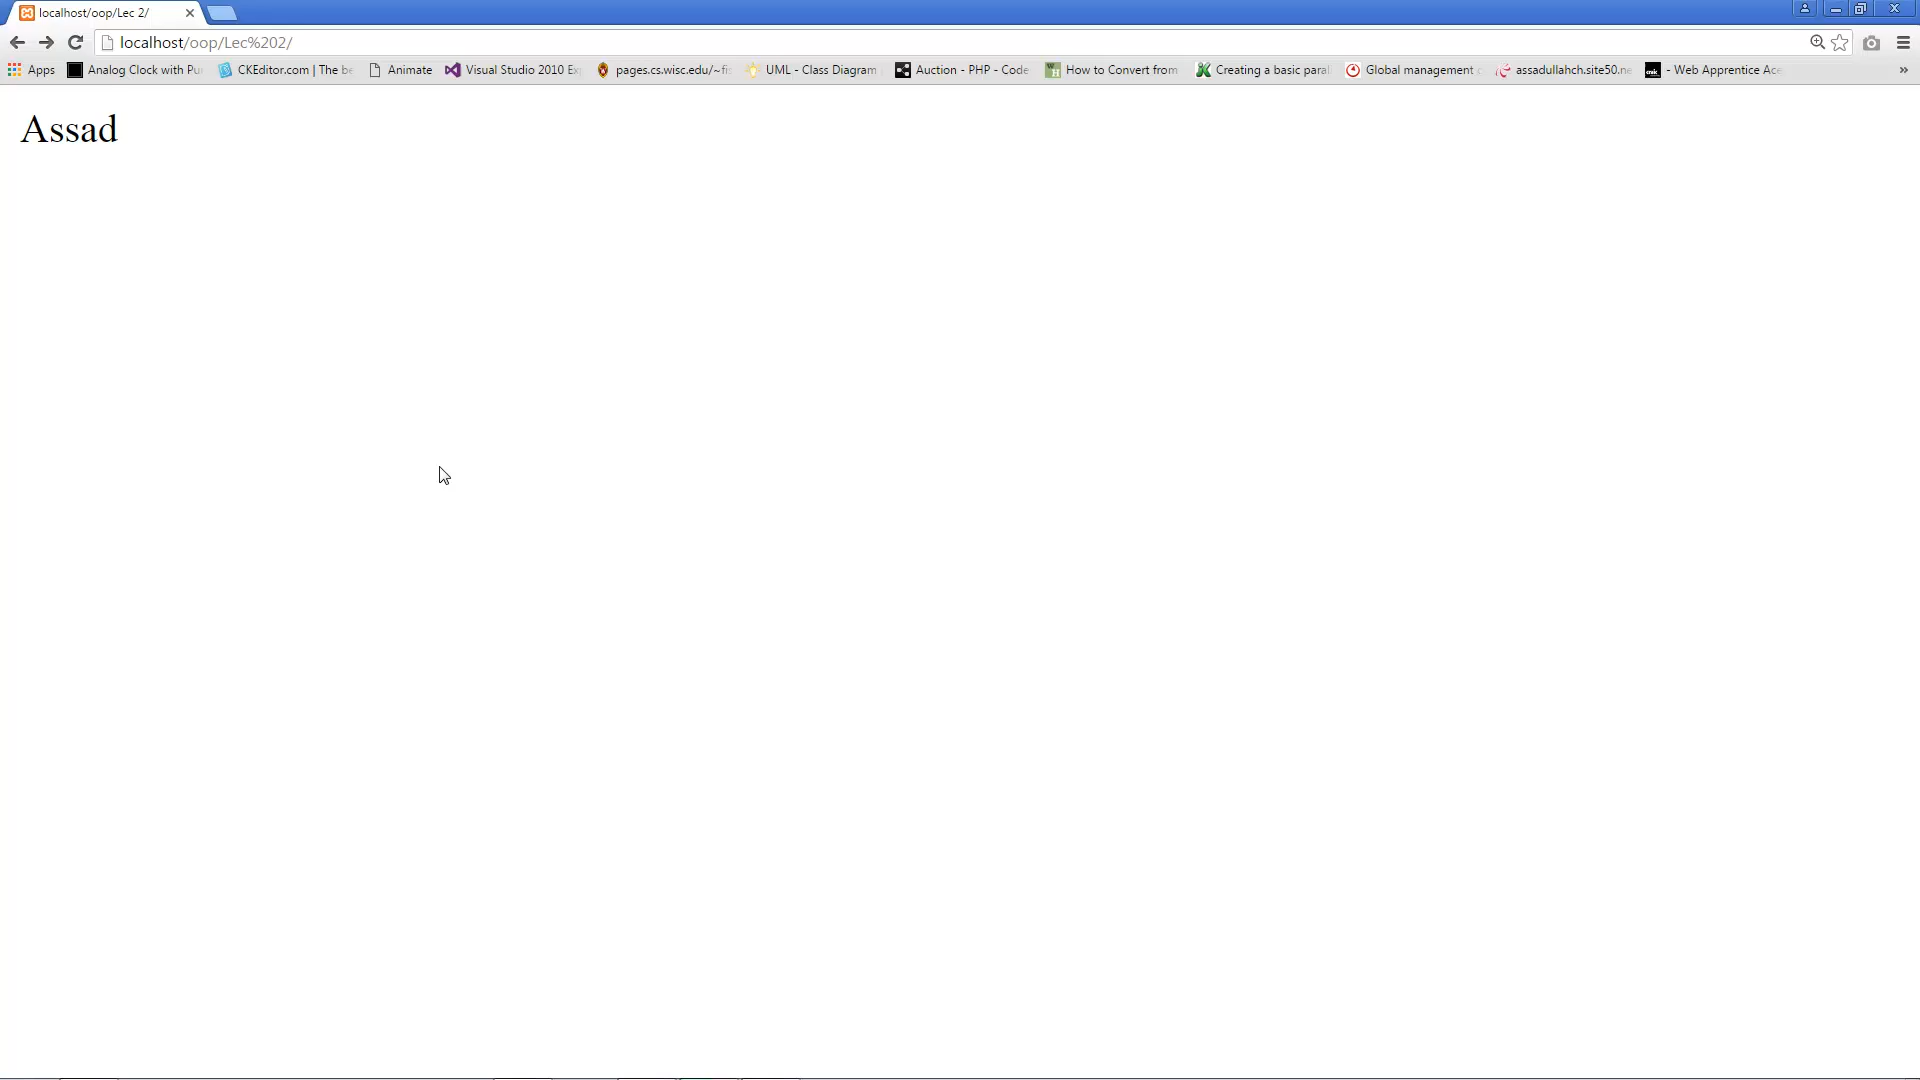 localhost/oop/Lec 2/
localhost/oop/Lec%202/
Apps Analog Clock with Pu CKEditor.com | The be Animate Visual Studio 2010 Ex pages.cs.wisc.edu/~fi UML - Class Diagram Auction - PHP - Code How to Convert from Creating a basic paral Global management assadullahch.site50.ne - Web Apprentice Ace »
Assad